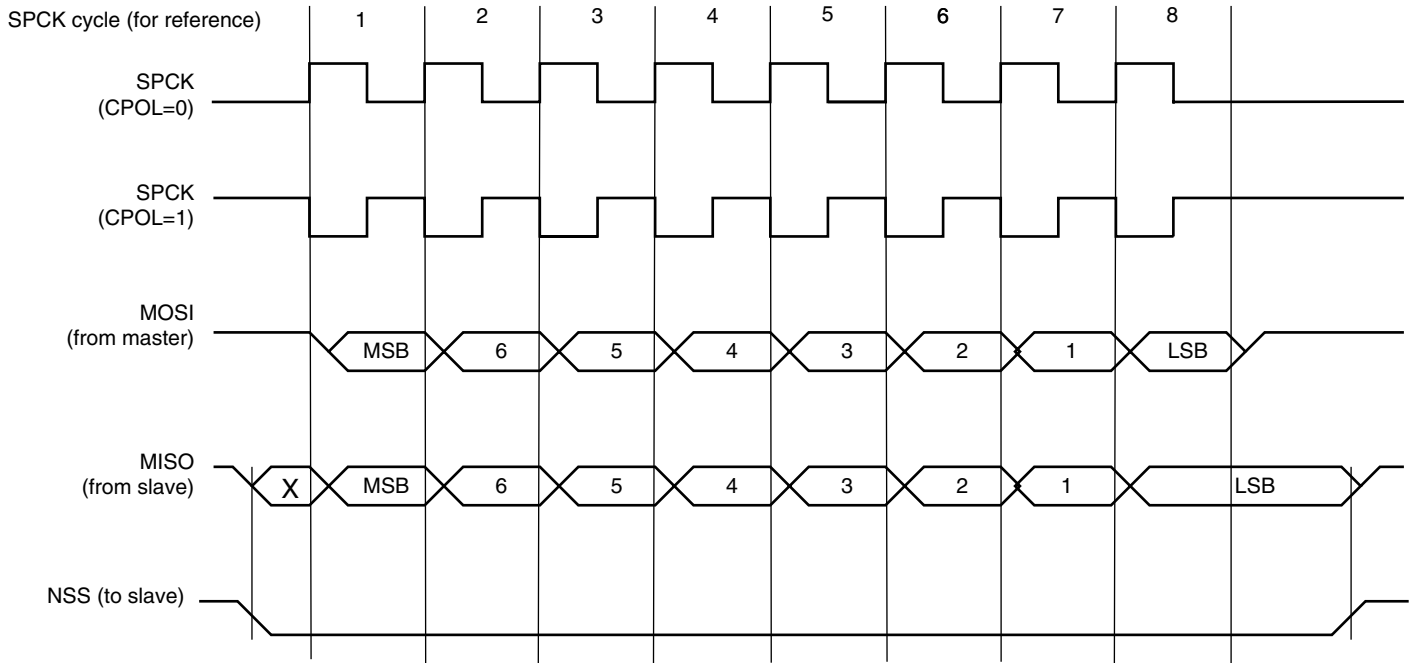 SPCK cycle (for reference) 1 2 3 4 5 6 7 8
SPCK
(CPOL=0)
SPCK
(CPOL=1)
MOSI
(from master)
MSB 6 5 4 3 2 1 LSB
MISO
(from slave)
X MSB 6 5 4 3 2 1 LSB
NSS (to slave)